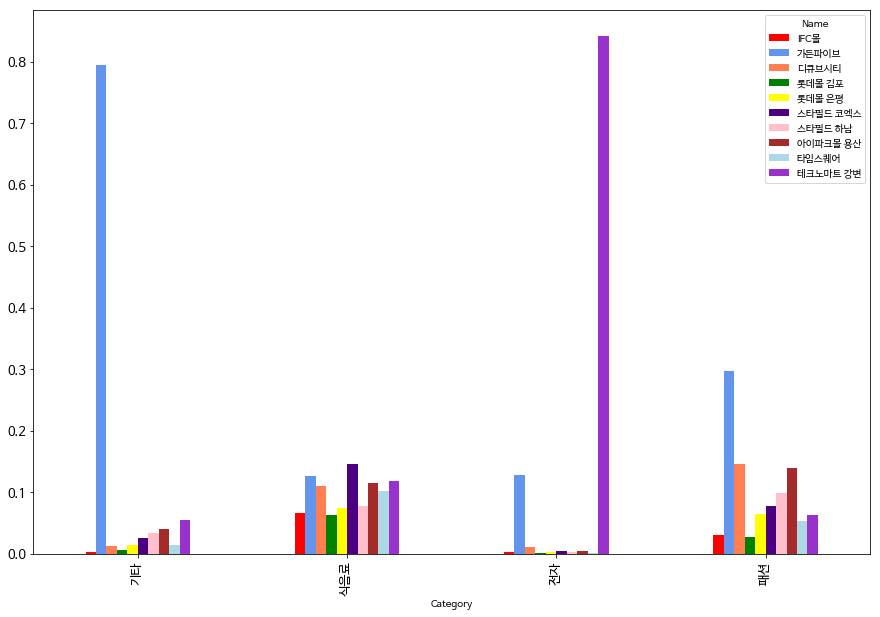 Name
IFC몰
가든파이브
디큐브시티
롯데몰 김포
롯데몰 은평
스타필드 코엑스
스타필드 하남
아이파크몰 용산
타임스퀘어
테크노마트 강변
0.8
0.7
0.6
0.5
0.4
0.3
0.2
0.1
0.0
기타
식음료
전자
패션
Category